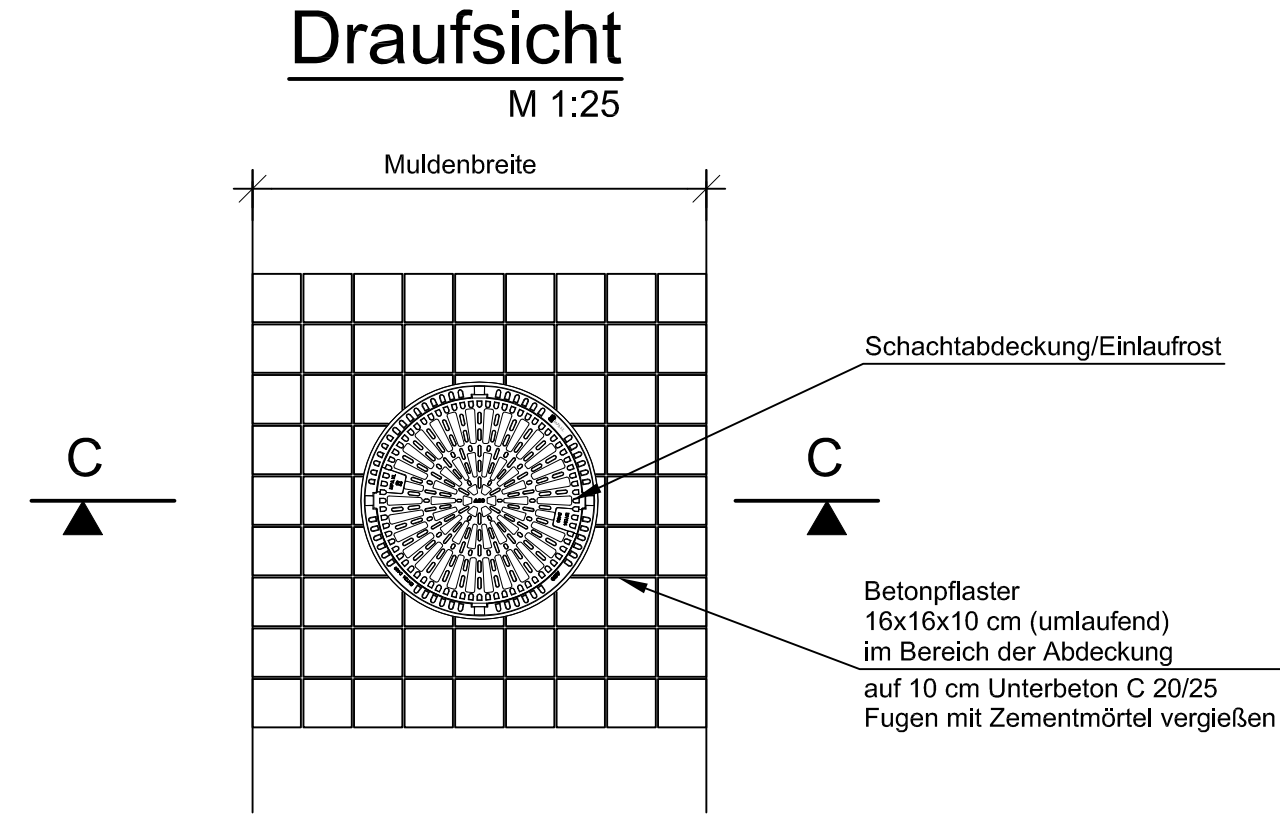 Draufsicht
M 1:25
Muldenbreite
Schachtabdeckung/Einlaufrost
C
C
Betonpflaster
16x16x10 cm (umlaufend)
im Bereich der Abdeckung
auf 10 cm Unterbeton C 20/25
Fugen mit Zementmörtel vergießen